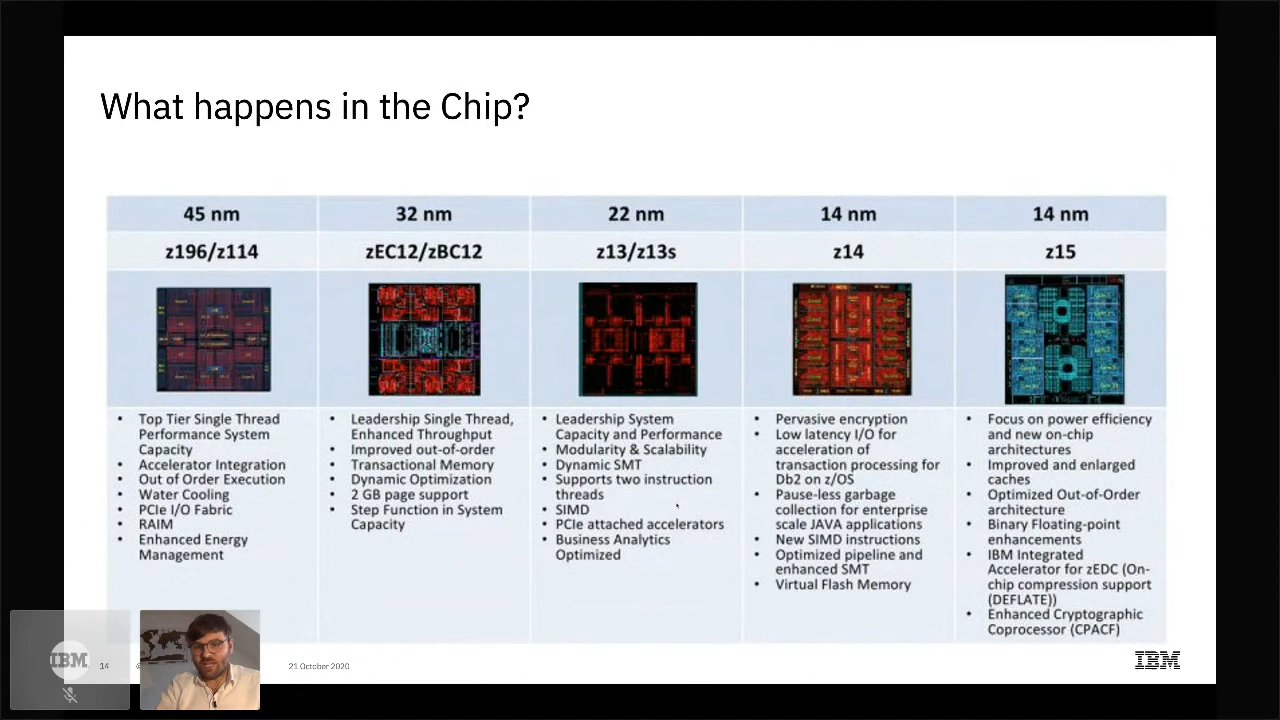 What happens in the Chip?
45 nm
32 nm
22 nm
14 nm
14 nm
z196/z114
zEC12/zBC12
z13/z13s
z14
z15
• Top Tier Single Thread
Performance System
Capacity
• Accelerator Integration
• Out of Order Execution
• Water Cooling
• PCIe I/O Fabric
• RAIM
• Enhanced Energy
Management
• Leadership Single Thread,
Enhanced Throughput
• Improved out-of-order
• Transactional Memory
• Dynamic Optimization
• 2 GB page support
• Step Function in System
Capacity
• Leadership System
Capacity and Performance
• Modularity & Scalability
• Dynamic SMT
• Supports two instruction
threads
• SIMD
• PCIe attached accelerators
• Business Analytics
Optimized
• Pervasive encryption
• Low latency I/O for
acceleration of
transaction processing for
Db2 on z/OS
• Pause-less garbage
collection for enterprise
scale JAVA applications
• New SIMD instructions
• Optimized pipeline and
enhanced SMT
• Virtual Flash Memory
• Focus on power efficiency
and new on-chip
architectures
• Improved and enlarged
caches
• Optimized Out-of-Order
architecture
• Binary Floating-point
enhancements
• IBM Integrated
Accelerator for zEDC (On-
chip compression support
(DEFLATE))
• Enhanced Cryptographic
Coprocessor (CPACF)
IBM
14
21 October 2020
IBM